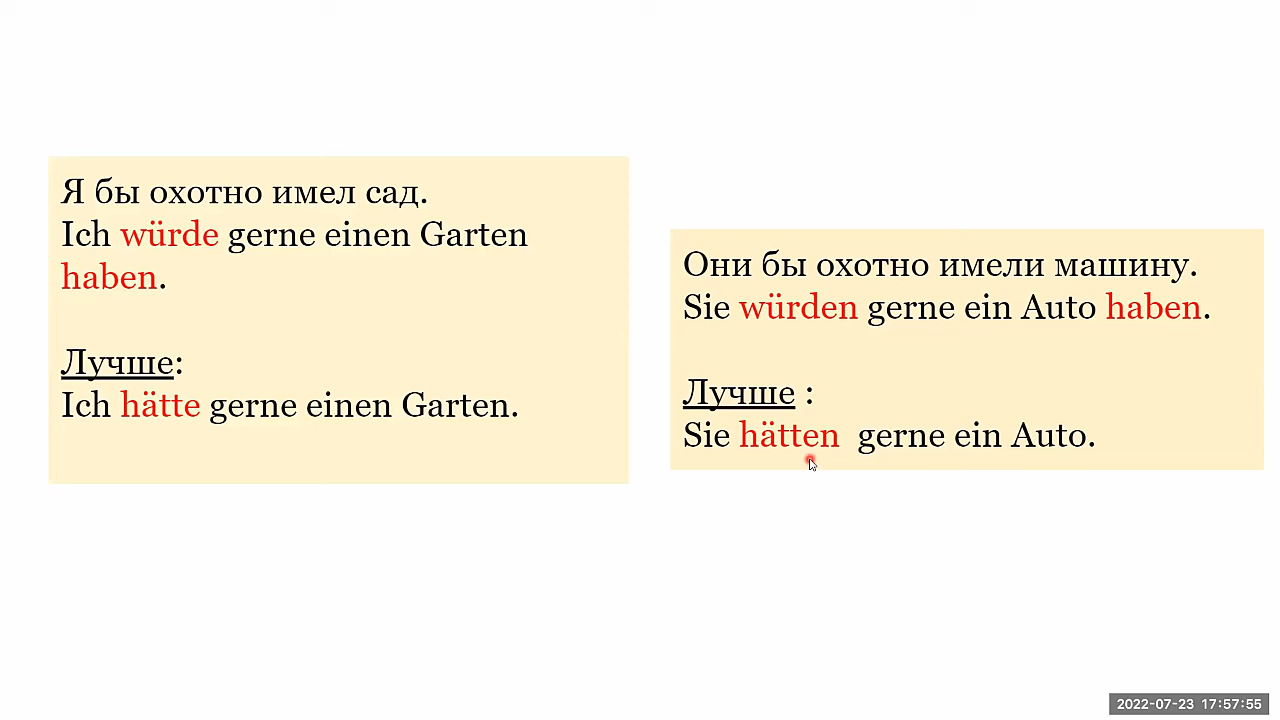 Я бы охотно имел сад.
Ich würde gerne einen Garten
haben.
Лучше:
Ich hätte gerne einen Garten.
Они бы охотно имели машину.
Sie würden gerne ein Auto haben.
Лучше :
Sie hätten gerne ein Auto.
2022-07-23 17:57:55